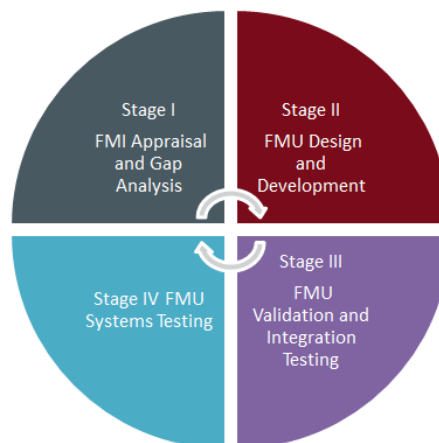 Stage I
FMI Appraisal
and Gap
Analysis
Stage II
FMU Design
and
Development
Stage III
FMU
Validation and
Integration
Testing
Stage IV FMU
Systems Testing